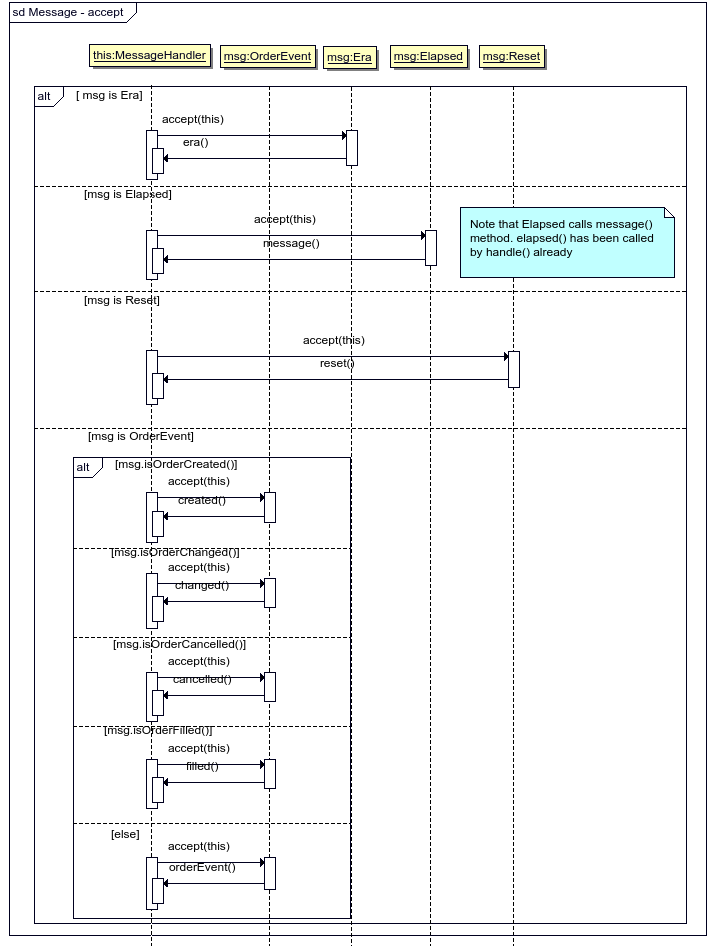 sd Message - accept
this:MessageHandler
msg:OrderEvent
msg:Era
msg:Elapsed
msg:Reset
alt
[ msg is Era]
accept(this)
era()
[msg is Elapsed]
accept(this)
message()
Note that Elapsed calls message()
method. elapsed() has been called
by handle() already
[msg is Reset]
accept(this)
reset()
[msg is OrderEvent]
alt
[msg.isOrderCreated()]
accept(this)
created()
[msg.isOrderChanged()]
accept(this)
changed()
[msg.isOrderCancelled()]
accept(this)
cancelled()
[msg.isOrderFilled()]
accept(this)
filled()
[else]
accept(this)
orderEvent()